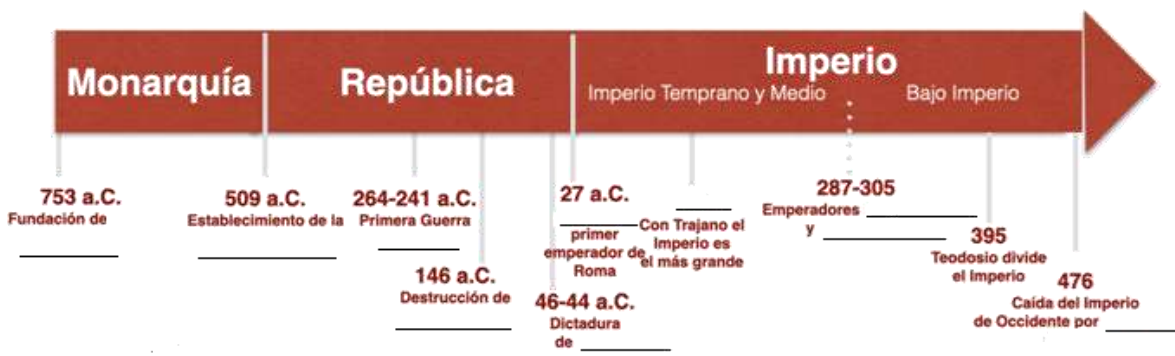 Monarquía
República
Imperio
Imperio Temprano y Medio
Bajo Imperio
753 a.C.
Fundación de
509 a.C.
Establecimiento de la
264-241 a.C.
Primera Guerra
146 a.C.
Destrucción de
46-44 a.C.
Dictadura
de
27 a.C.
primer
emperador de
Roma
Con Trajano el
Imperio es
el más grande
287-305
Emperadores
y
395
Teodosio divide
el Imperio
476
Caída del Imperio
de Occidente por